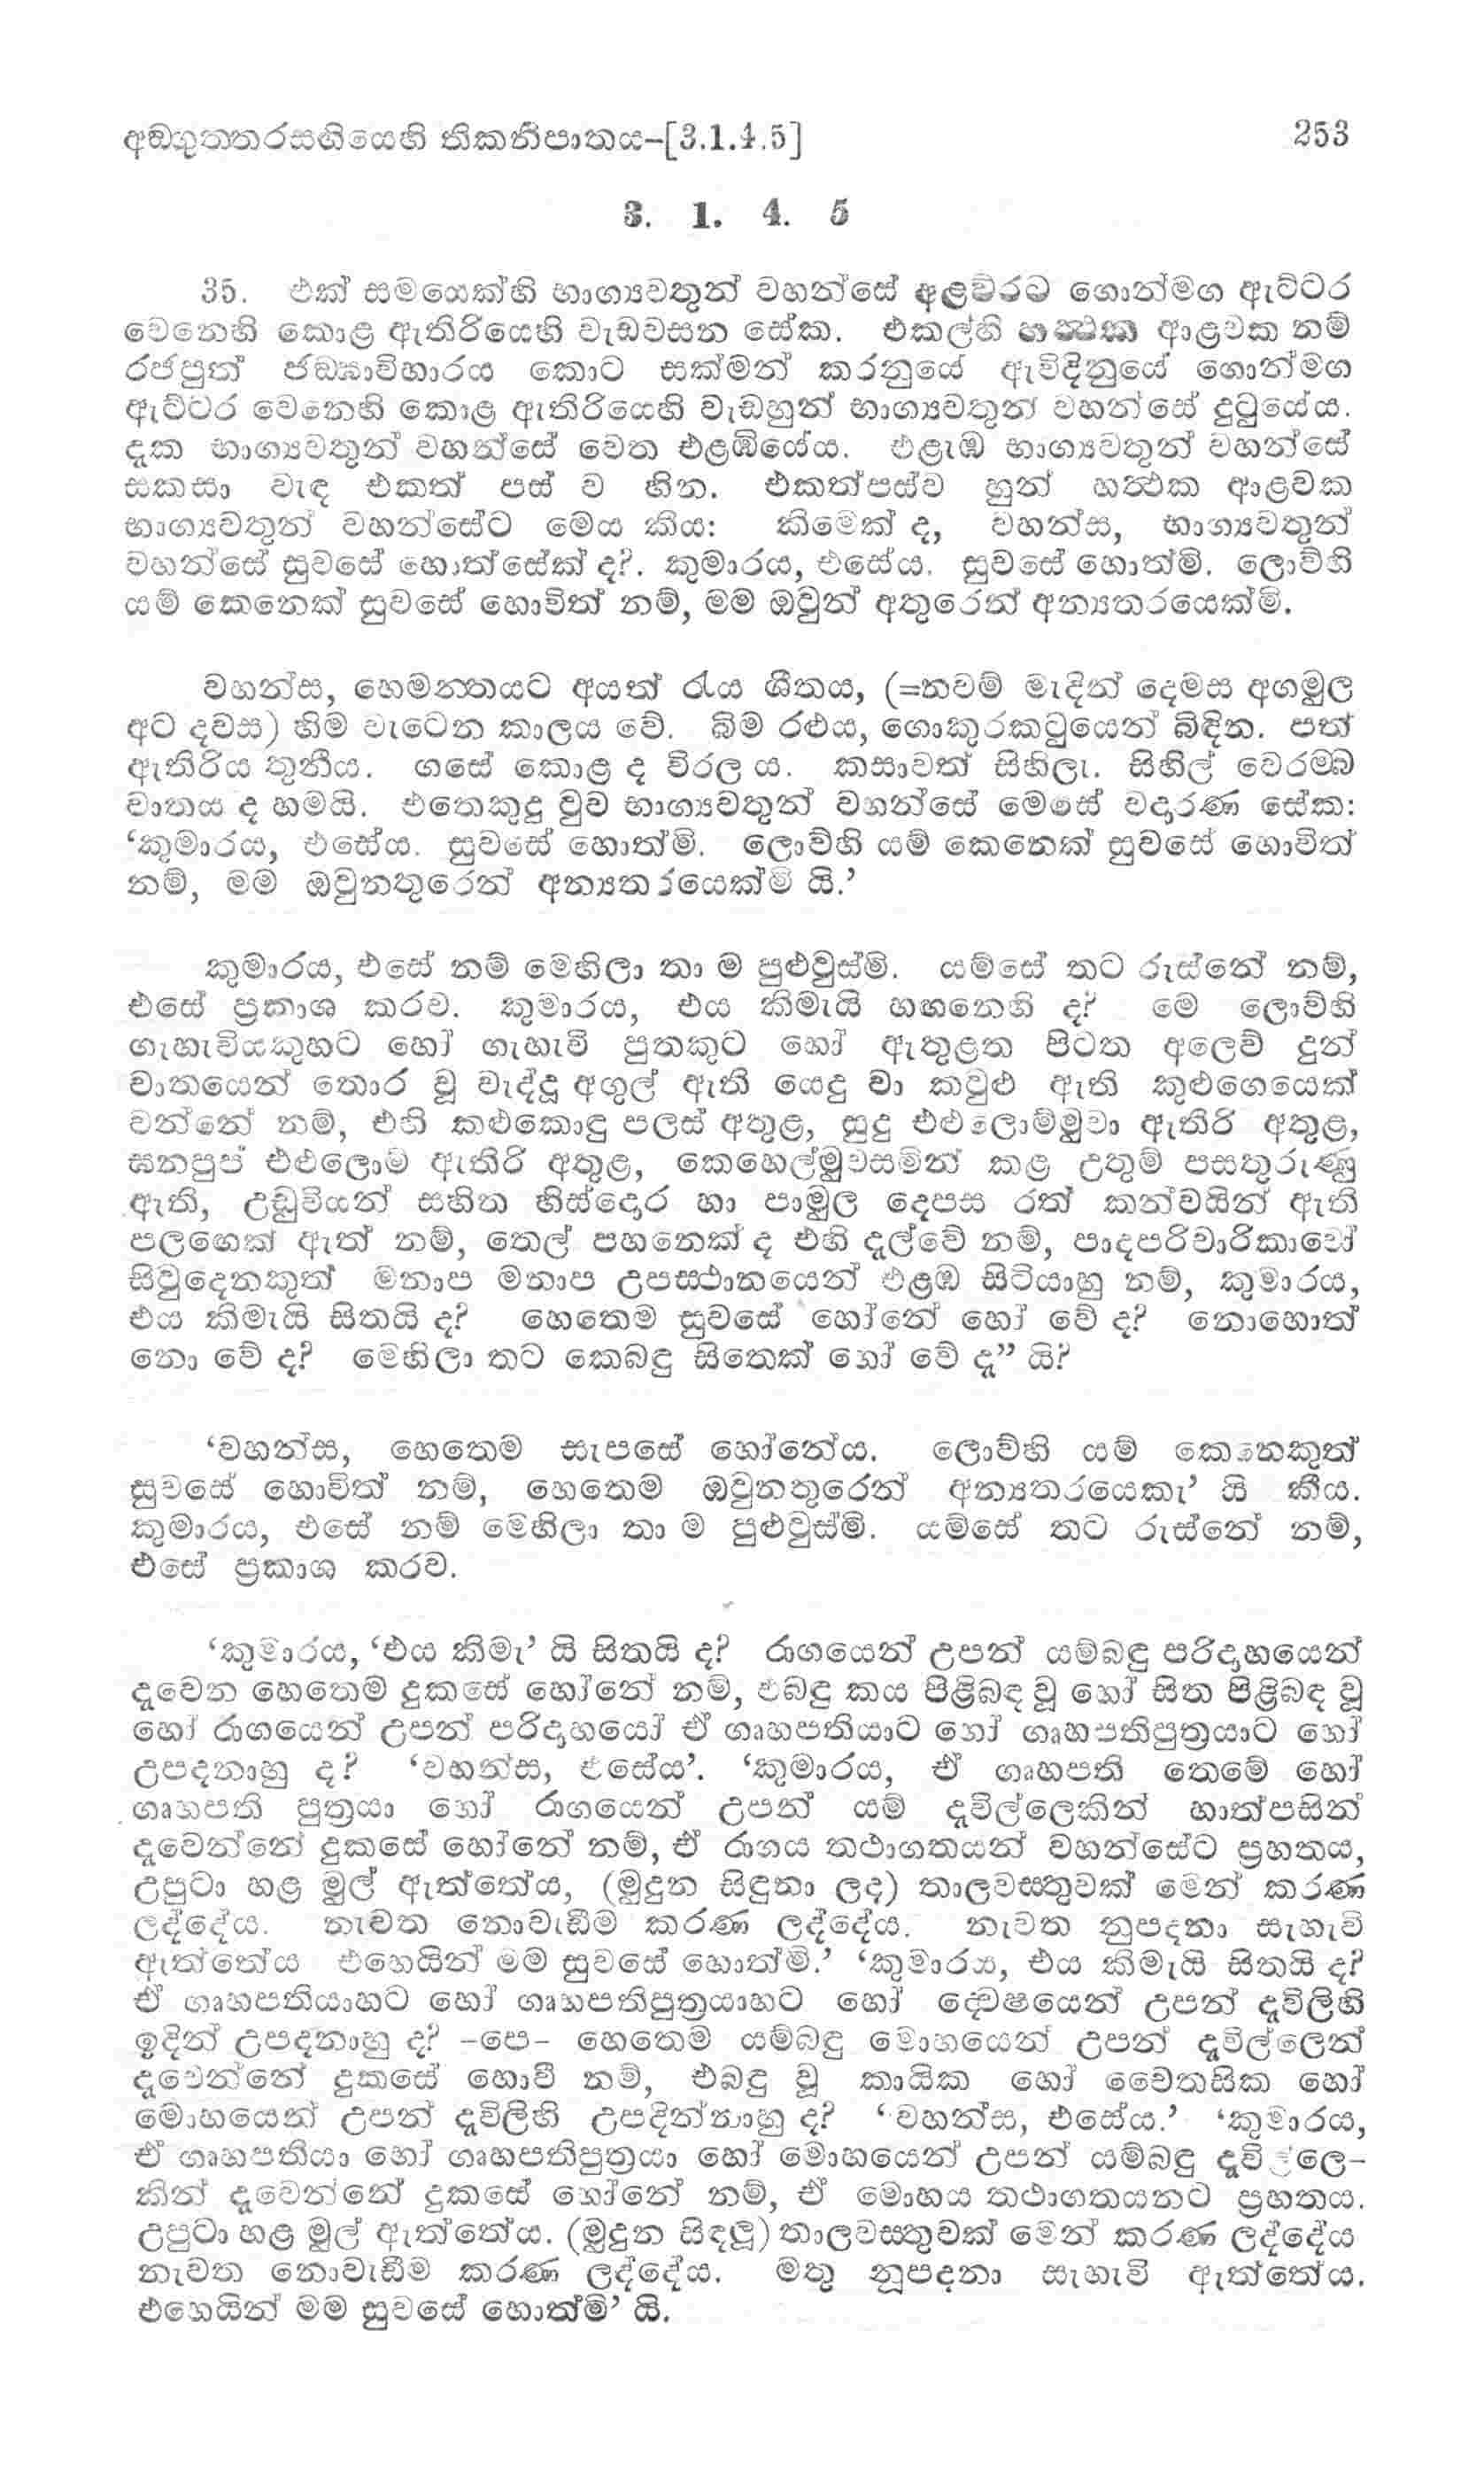 අඞගුත්තරසඟියෙහි තිකනිපාතය–[3.1.4.5] 253
3. 1. 4. 5
35. එක් සමයෙක්හි භාග්‍යවතුන් වහන්සේ අළවරට ගොන්මග ඇට්ටර
වෙනෙහි කොළ ඇතිරියෙහි වැඩවසන සේක. එකල්හි හත්‍ථක ආළවක නම්
රජපුත් ජඞ්ඝාවිහාරය කොට සක්මන් කරනුයේ ඇවිදිනුයේ ගොන්මග
ඇට්ටර වෙනෙහි කොළ ඇතිරියෙහි වැඩහුන් භාග්‍යවතුන් වහන්සේ දුටුයේය.
දැක භාග්‍යවතුන් වහන්සේ වෙත එළඹියේය. එළැඹ භාග්‍යවතුන් වහන්සේ
සකසා වැඳ එකත් පස් ව හින. එකත්පස්ව හුන් හත්‍ථක ආළවක
භාග්‍යවතුන් වහන්සේට මෙය කිය: කිමෙක් ද, වහන්ස, භාග්‍යවතුන්
වහන්සේ සුවසේ හොත්සේක් ද?. කුමාරය, එසේය. සුවසේ හොත්මි. ලොව්හි
යම් කෙනෙක් සුවසේ හොවිත් නම්, මම ඔවුන් අතුරෙන් අන්‍යතරයෙක්මි.
වහන්ස, හෙමන්තයට අයත් රැය ශීතය, (=නවම් මැදින් දෙමස අගමුල
අට දවස) හිම වැටෙන කාලය වේ. බිම රළුය, ගොකුරකටුයෙන් බිඳින. පත්
ඇතිරිය තුනීය. ගසේ කොළ ද විරල ය. කසාවත් සිහිලැ. සිහිල් වෙරම්බ
වාතය ද හමයි. එතෙකුදු වුව භාග්‍යවතුන් වහන්සේ මෙසේ වදාරණ සේක:
‘කුමාරය, එසේය. සුවසේ හොත්මි. ලොව්හි යම් කෙනෙක් සුවසේ හොවිත්
නම්, මම ඔවුනතුරෙන් අන්‍යතරයෙක්මි යි.’
කුමාරය, එසේ නම් මෙහිලා තා ම පුළුවුස්මි. යම්සේ තට රුස්නේ නම්,
එසේ ප්‍රකාශ කරව. කුමාරය, එය කිමැයි හඟනෙහි ද? මේ ලොව්හි
ගැහැවියකුහට හෝ ගැහැවි පුතකුට හෝ ඇතුළත පිටත අලෙව් දුන්
වාතයෙන් තොර වූ වැද්දූ අගුල් ඇති යෙදු වා කවුළු ඇති කුළුගෙයෙක්
වන්නේ නම්, එහි කළුකොඳු පලස් අතුළ, සුදු එළුලොම්මුවා ඇතිරි අතුළ,
ඝනපුප් එළුලොම ඇතිරි අතුළ, කෙහෙල්මුවසමින් කළ උතුම් පසතුරුණු
ඇති, උඩුවියන් සහිත හිස්දොර හා පාමුල දෙපස රත් කන්වයින් ඇති
පලඟෙක් ඇත් නම්, තෙල් පහනෙක් ද එහි දැල්වේ නම්, පාදපරිචාරිකාවෝ
සිවුදෙනකුත් මනාප මනාප උපස්ථානයෙන් එළඹ සිටියාහු නම්, කුමාරය,
එය කිමැයි සිතයි ද? හෙතෙම සුවසේ හෝනේ හෝ වේ ද? නොහොත්
නො වේ ද? මෙහිලා තට කෙබඳු සිතෙක් හෝ වේ දැ” යි?
‘වහන්ස, හෙතෙම සැපසේ හෝනේය. ලොව්හි යම් කෙනෙකුත්
සුවසේ හොවිත් නම්, හෙතෙම ඔවුනතුරෙන් අන්‍යතරයෙකැ’ යි කීය.
කුමාරය, එසේ නම් මෙහිලා තා ම පුළුවුස්මි. යම්සේ තට රුස්නේ නම්,
එසේ ප්‍රකාශ කරව.
‘කුමාරය, ‘එය කිමැ’ යි සිතයි ද? රාගයෙන් උපන් යම්බඳු පරිදාහයෙන්
දැවෙන හෙතෙම දුකසේ හෝනේ නම්, එබඳු කය පිළිබඳ වූ හෝ සිත පිළිබඳ වූ
හෝ රාගයෙන් උපන් පරිදාහයෝ ඒ ගෘහපතියාට හෝ ගෘහපතිපුත්‍රයාට හෝ
උපදනාහු ද? ‘වහන්ස, එසේය’. ‘කුමාරය, ඒ ගෘහපති තෙමේ හෝ
ගෘහපති පුත්‍රයා හෝ රාගයෙන් උපන් යම් දැවිල්ලෙකින් හාත්පසින්
දැවෙන්නේ දුකසේ හෝනේ නම්, ඒ රාගය තථාගතයන් වහන්සේට ප්‍රහතය,
උපුටා හළ මුල් ඇත්තේය, (මුදුන සිඳුනා ලද) තාලවස්තුවක් මෙන් කරණ
ලද්දේය. නැවත නොවැඩීම කරණ ලද්දේය. නැවත නුපදනා සැහැවි
ඇත්තේය එහෙයින් මම සුවසේ හොත්මි.’ ‘කුමාරය, එය කිමැයි සිතයි ද?
ඒ ගෘහපතියාහට හෝ ගෘහපතිපුත්‍රයාහට හෝ ද්වේෂයෙන් උපන් දැවිලිහි
ඉදින් උපදනාහු ද? -පෙ- හෙතෙම යම්බඳු මොහයෙන් උපන් දැවිල්ලෙන්
දැවෙන්නේ දුකසේ හොවී නම්, එබඳු වූ කායික හෝ චෛතසික හෝ
මොහයෙන් උපන් දැවිලිහි උපදින්නාහු ද? ‘වහන්ස, එසේය.’ ‘කුමාරය,
ඒ ගෘහපතියා හෝ ගෘහපතිපුත්‍රයා හෝ මොහයෙන් උපන් යම්බඳු දැවිල්ලෙ-
කින් දැවෙන්නේ දුකසේ හෝනේ නම්, ඒ මොහය තථාගතයනට ප්‍රහතය.
උපුටා හළ මුල් ඇත්තේය. (මුදුන සිඳලූ) තාලවස්තුවක් මෙන් කරණ ලද්දේය
නැවත නොවැඩීම කරණ ලද්දේය. මතු නූපදනා සැහැවි ඇත්තේය.
එහෙයින් මම සුවසේ හොත්මි’ යි.